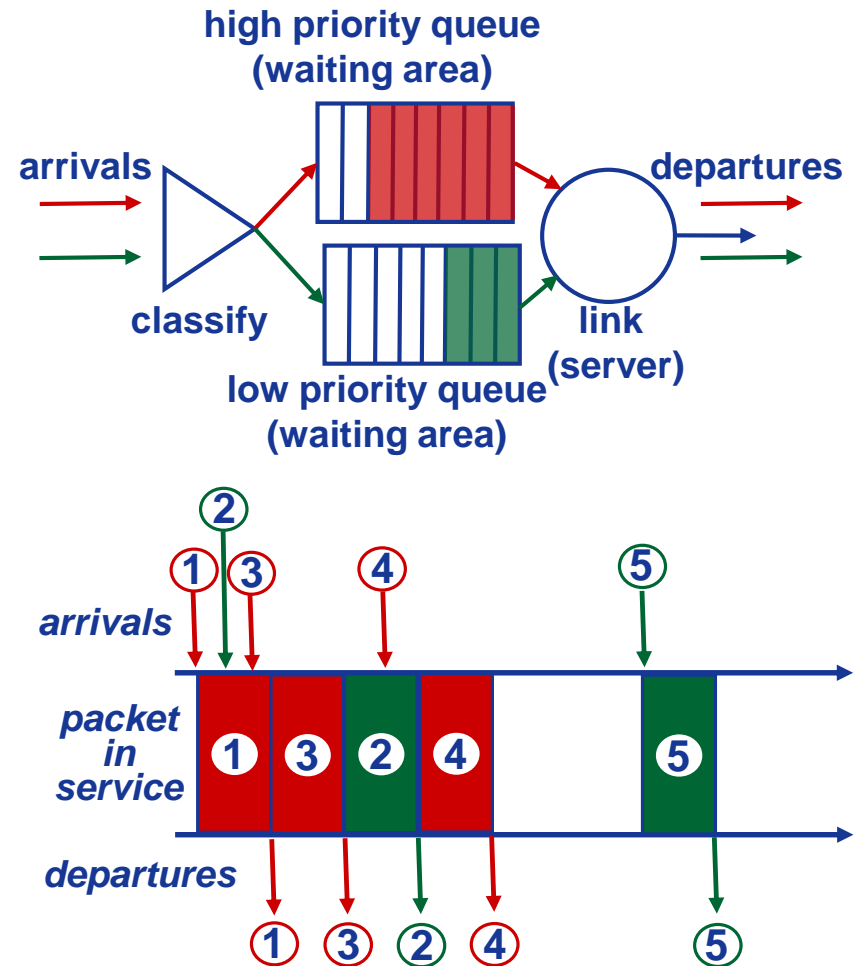 high priority queue
(waiting area)
arrivals
departures
classify
link
(server)
low priority queue
(waiting area)
2
1
3
4
5
arrivals
packet
in
service
1
3
2
4
5
departures
1
3
2
4
5